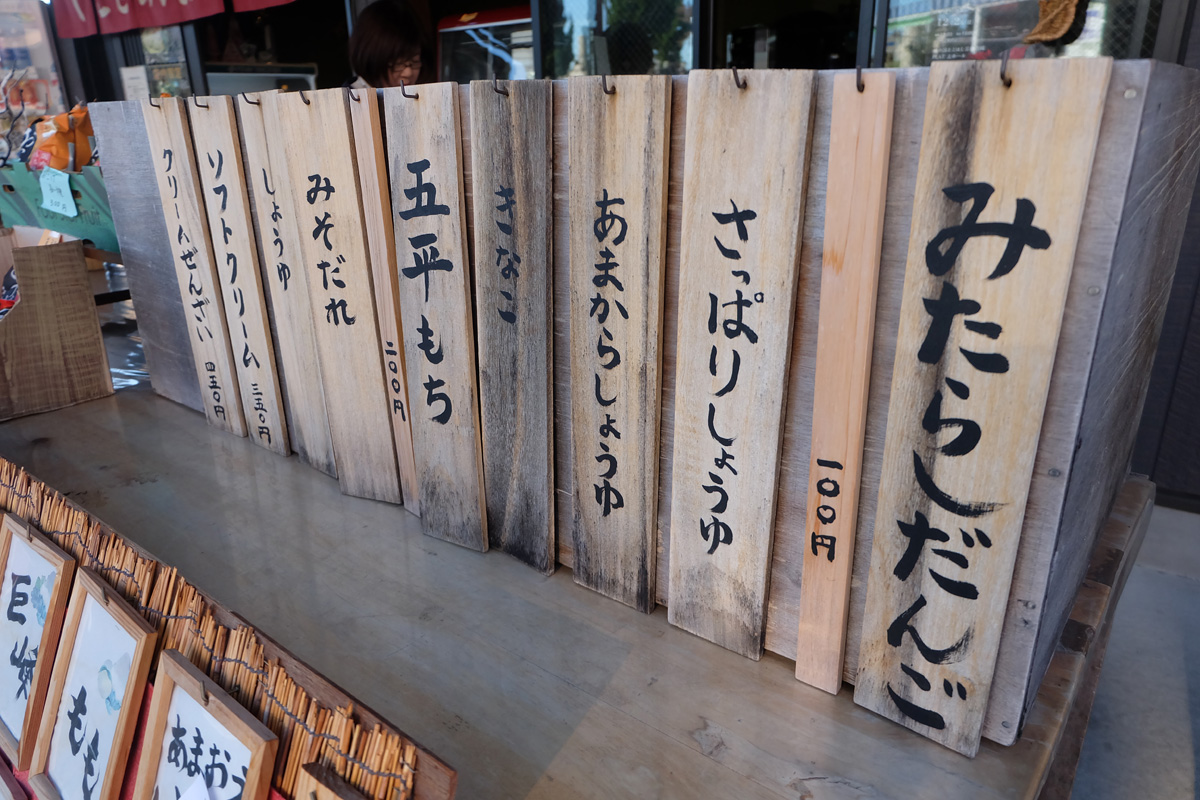 みたらしだんご
一〇〇円
さっぱりしょうゆ
あまからしょうゆ
きなこ
五平もち
二〇〇円
みそだれ
しょうゆ
ソフトクリーム 三五〇円
クリームぜんざい 四五〇円
巨峰
もも
あまおう